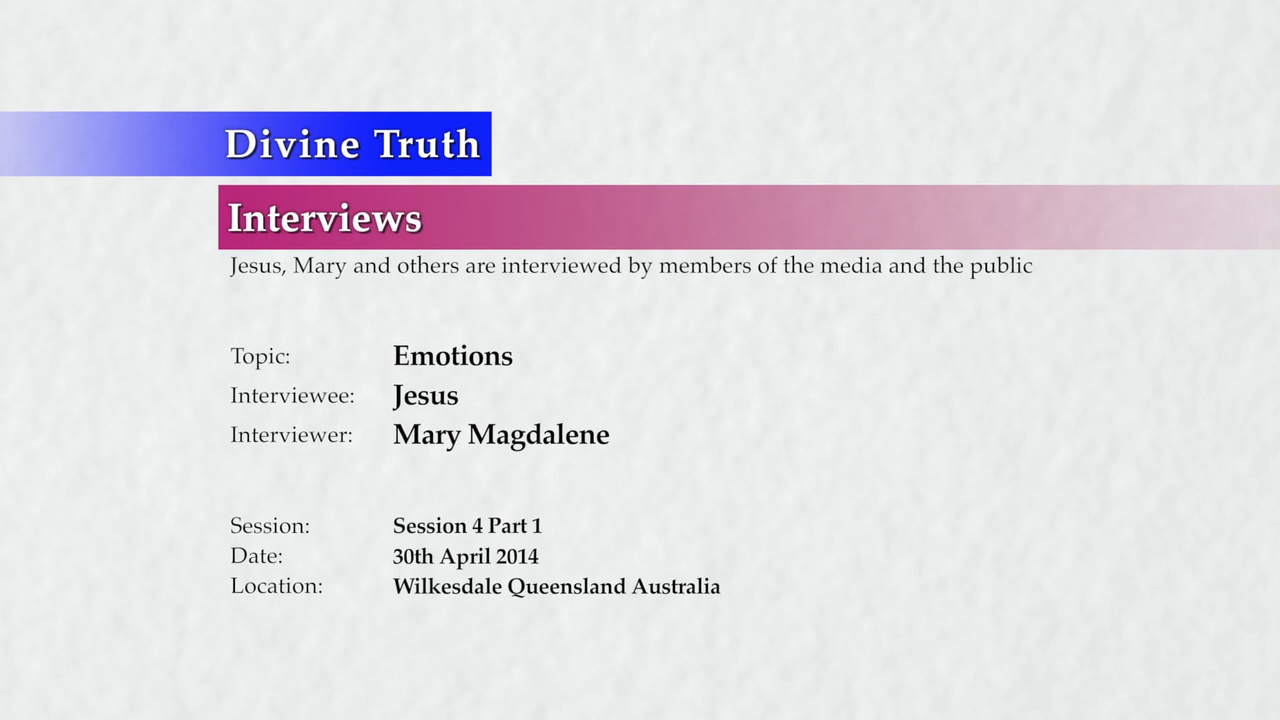 Divine Truth
Interviews
Jesus, Mary and others are interviewed by members of the media and the public
Topic: Emotions
Interviewee: Jesus
Interviewer: Mary Magdalene
Session: Session 4 Part 1
Date: 30th April 2014
Location: Wilkesdale Queensland Australia